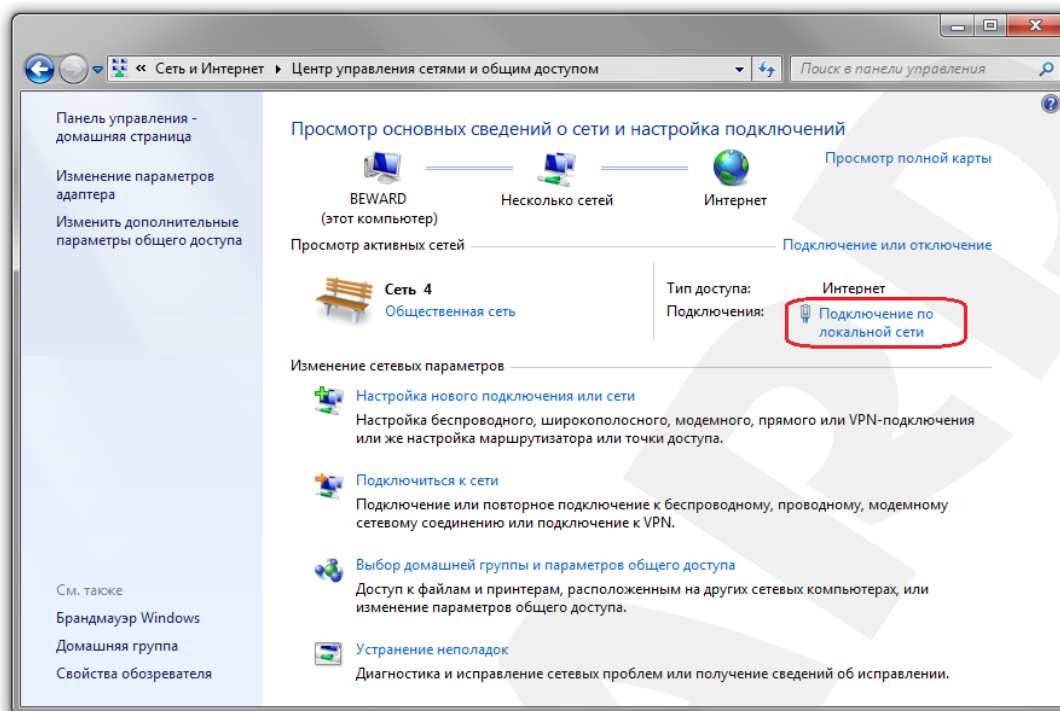 « Сеть и Интернет ▸ Центр управления сетями и общим доступом
Поиск в панели управления
Панель управления -
домашняя страница
Изменение параметров
адаптера
Изменить дополнительные
параметры общего доступа
См. также
Брандмауэр Windows
Домашняя группа
Свойства обозревателя
Просмотр основных сведений о сети и настройка подключений
Просмотр полной карты
BEWARD
(этот компьютер)
Несколько сетей
Интернет
Просмотр активных сетей
Подключение или отключение
Сеть 4
Общественная сеть
Тип доступа: Интернет
Подключения: Подключение по
локальной сети
Изменение сетевых параметров
Настройка нового подключения или сети
Настройка беспроводного, широкополосного, модемного, прямого или VPN-подключения
или же настройка маршрутизатора или точки доступа.
Подключиться к сети
Подключение или повторное подключение к беспроводному, проводному, модемному
сетевому соединению или подключение к VPN.
Выбор домашней группы и параметров общего доступа
Доступ к файлам и принтерам, расположенным на других сетевых компьютерах, или
изменение параметров общего доступа.
Устранение неполадок
Диагностика и исправление сетевых проблем или получение сведений об исправлении.